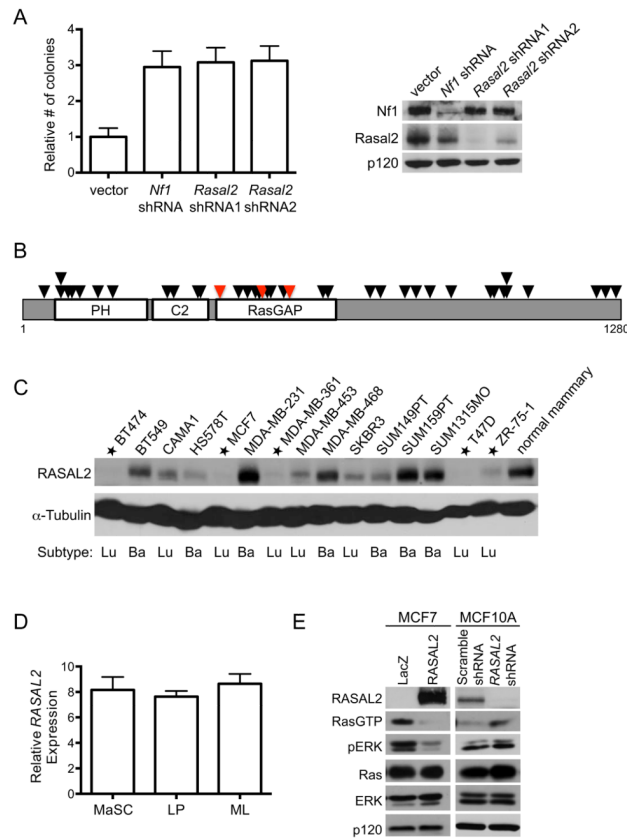 A
Relative # of colonies
4
3
2
1
0
vector
Nf1 shRNA
Rasal2 shRNA1
Rasal2 shRNA2
vector
Nf1 shRNA
Rasal2 shRNA1
Rasal2 shRNA2
Nf1
Rasal2
p120
B
PH
C2
RasGAP
1
1280
C
★ BT474
BT549
CAMA1
HS578T
★ MCF7
MDA-MB-231
★ MDA-MB-361
MDA-MB-453
MDA-MB-468
SKBR3
SUM149PT
SUM159PT
SUM1315MO
★ T47D
★ ZR-75-1
normal mammary
RASAL2
α-Tubulin
Subtype: Lu Ba Lu Ba Lu Ba Lu Lu Ba Lu Ba Ba Ba Lu Lu
D
Relative RASAL2
Expression
10
8
6
4
2
0
MaSC
LP
ML
E
MCF7
MCF10A
LacZ
RASAL2
Scramble
shRNA
RASAL2
shRNA
RASAL2
RasGTP
pERK
Ras
ERK
p120